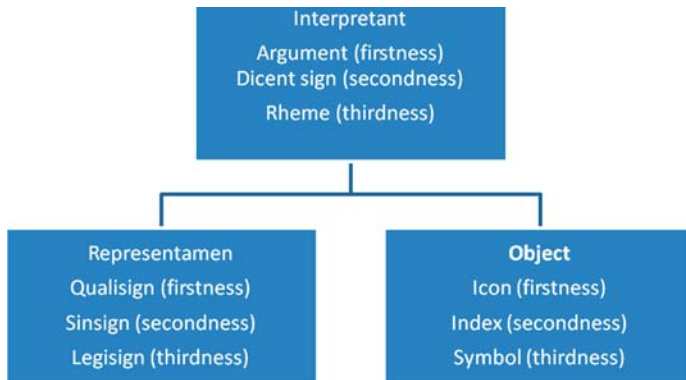 Interpretant
Argument (firstness)
Dicent sign (secondness)
Rheme (thirdness)
Representamen
Qualisign (firstness)
Sinsign (secondness)
Legisign (thirdness)
Object
Icon (firstness)
Index (secondness)
Symbol (thirdness)